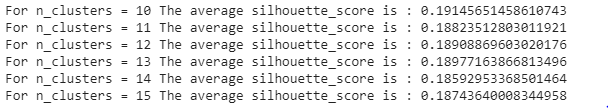 For n_clusters = 10 The average silhouette_score is : 0.19145651458610743
For n_clusters = 11 The average silhouette_score is : 0.18823512803011921
For n_clusters = 12 The average silhouette_score is : 0.18908869603020176
For n_clusters = 13 The average silhouette_score is : 0.18977163866813496
For n_clusters = 14 The average silhouette_score is : 0.18592953368501464
For n_clusters = 15 The average silhouette_score is : 0.18743640008344958